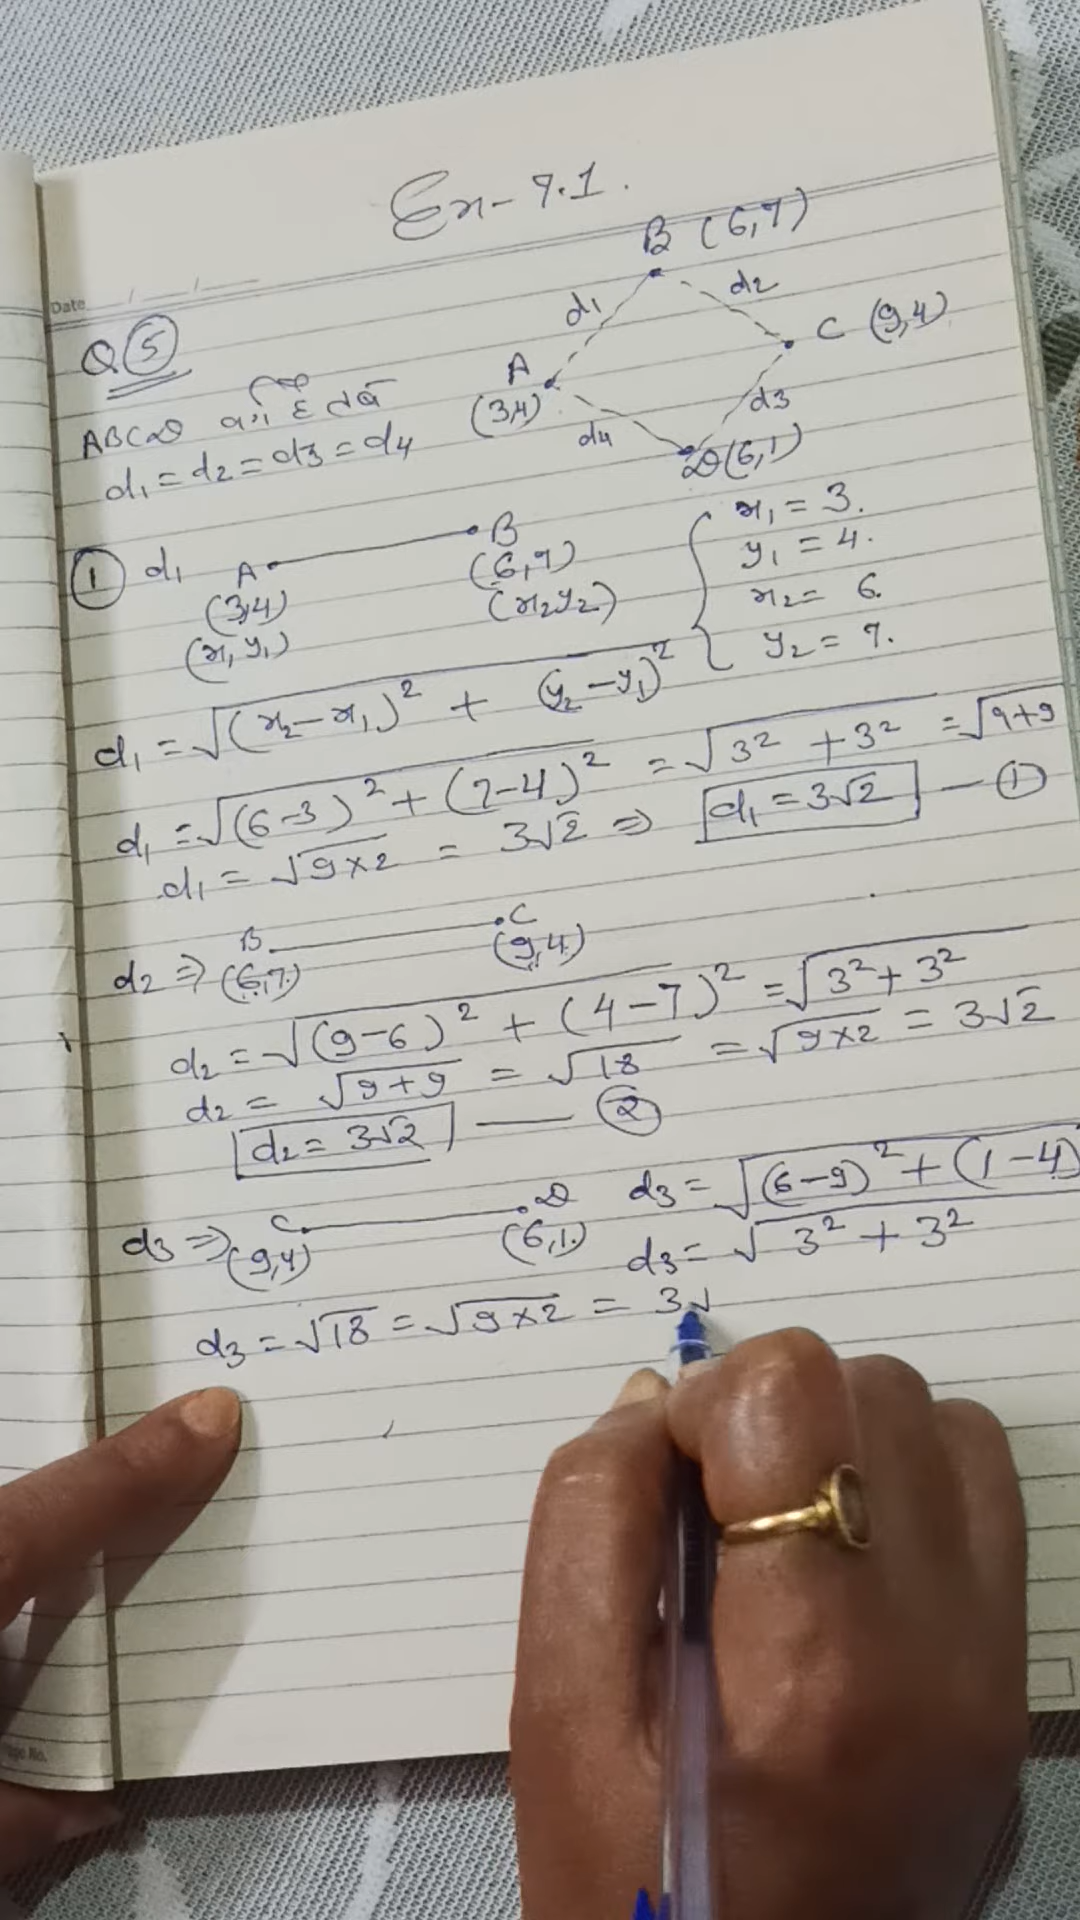 Ex-7.1.
Date
Q 5
B (6,7)
d1
d2
A
(3,4)
C (9,4)
d4
d3
D(6,1)
ABCD वर्ग है तब
d1 = d2 = d3 = d4
1 d1
A B
(3,4) (6,7)
(x1 y1) (x2 y2)
x1 = 3.
y1 = 4.
x2 = 6.
y2 = 7.
d1 = √(x2 − x1)² + (y2 − y1)²
d1 = √(6-3)² + (7-4)² = √3² + 3² = √9+9
d1 = √9×2 = 3√2 ⇒ d1 = 3√2 — 1
B C
d2 ⇒ (6,7) (9,4)
d2 = √(9-6)² + (4-7)² = √3² + 3²
d2 = √9+9 = √18 = √9×2 = 3√2
d2 = 3√2 — 2
C D
d3 ⇒ (9,4) (6,1)
d3 = √(6-9)² + (1-4)
d3 = √3² + 3²
d3 = √18 = √9×2 = 3√
No.